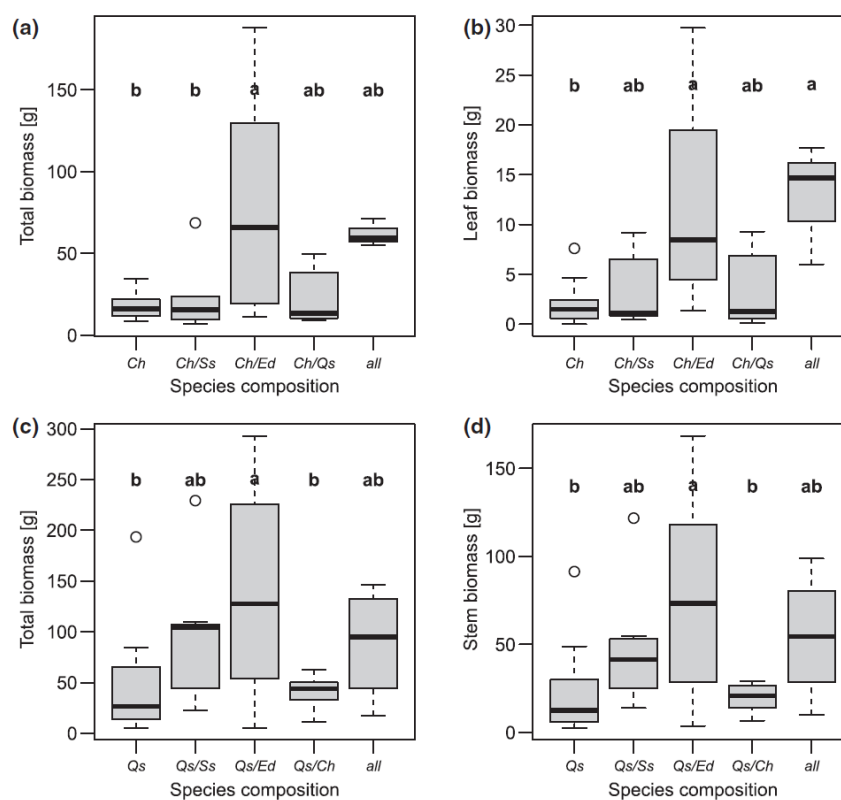 (a)
Total biomass [g]
150
100
50
0
b b a ab ab
Ch Ch/Ss Ch/Ed Ch/Qs all
Species composition
(b)
Leaf biomass [g]
30
25
20
15
10
5
0
b ab a ab a
Ch Ch/Ss Ch/Ed Ch/Qs all
Species composition
(c)
Total biomass [g]
300
250
200
150
100
50
0
b ab a b ab
Qs Qs/Ss Qs/Ed Qs/Ch all
Species composition
(d)
Stem biomass [g]
150
100
50
0
b ab a b ab
Qs Qs/Ss Qs/Ed Qs/Ch all
Species composition